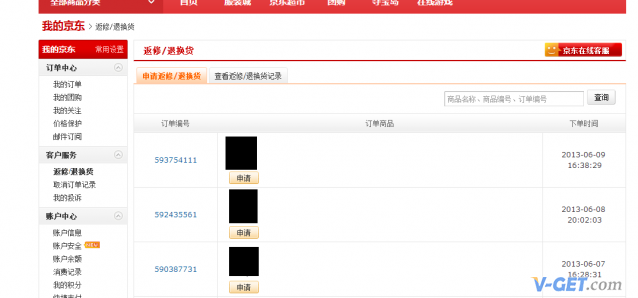 全部商品分类 首页 服装城 京东超市 团购 夺宝岛 在线游戏
我的京东 > 返修/退换货
我的京东 常用设置
返修/退换货 京东在线客服
订单中心
申请返修/退换货 查看返修/退换货记录
我的订单
我的团购
商品名称、商品编号、订单编号 查询
我的关注
价格保护
订单编号 订单商品 下单时间
邮件订阅
客户服务
593754111 2013-06-09
16:38:29
返修/退换货
申请
取消订单记录
我的投诉
592435561 2013-06-08
20:02:03
账户中心
申请
账户信息
账户安全
账户余额
590387731 2013-06-07
16:28:31
消费记录
申请
我的积分
V-GET.com